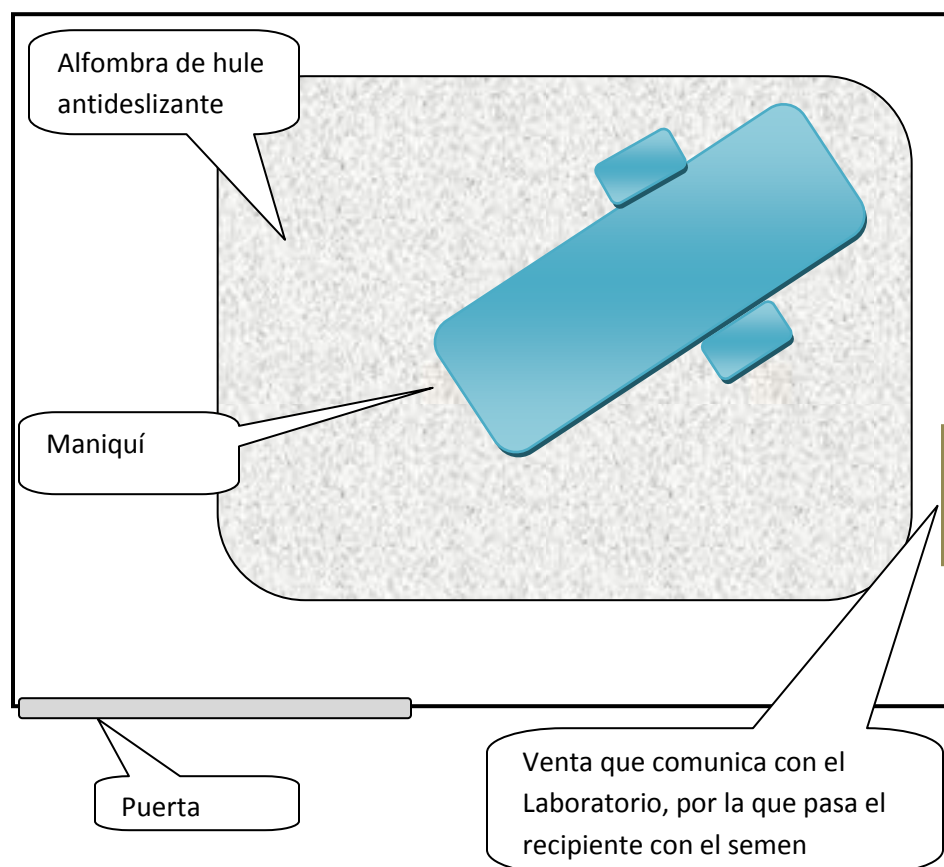 Alfombra de hule
antideslizante
Maniquí
Puerta
Venta que comunica con el
Laboratorio, por la que pasa el
recipiente con el semen